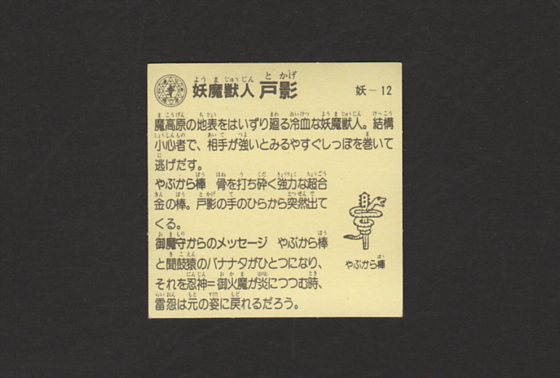 妖魔獣人 戸影 妖－12
魔高原の地表をはいずり廻る冷血な妖魔獣人。結構
小心者で、相手が強いとみるやすぐしっぽを巻いて
逃げだす。
やぶから棒　骨を打ち砕く強力な超合
金の棒。戸影の手のひらから突然出て
くる。
御魔守からのメッセージ　やぶから棒
と聞鼓猿のバナナタがひとつになり、
それを忍神＝御火魔が炎につつむ時、
雷忍は元の姿に戻れるだろう。
やぶから棒